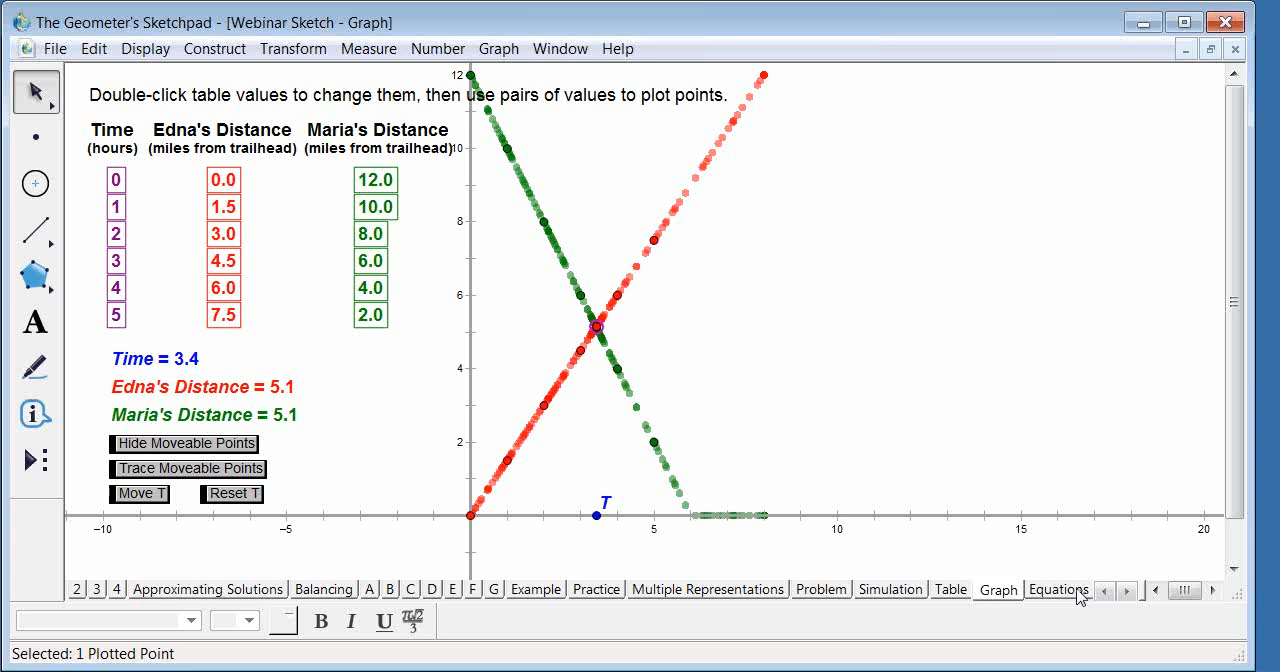 The Geometer's Sketchpad - [Webinar Sketch - Graph]
File Edit Display Construct Transform Measure Number Graph Window Help
Double-click table values to change them, then use pairs of values to plot points.
Time Edna's Distance Maria's Distance
(hours) (miles from trailhead) (miles from trailhead)
0 0.0 12.0
1 1.5 10.0
2 3.0 8.0
3 4.5 6.0
4 6.0 4.0
5 7.5 2.0
Time = 3.4
Edna's Distance = 5.1
Maria's Distance = 5.1
Hide Moveable Points
Trace Moveable Points
Move T Reset T
12
10
8
6
4
2
T
−10 −5 5 10 15 20
A
i
2 3 4 Approximating Solutions Balancing A B C D E F G Example Practice Multiple Representations Problem Simulation Table Graph Equations
B I U
Selected: 1 Plotted Point